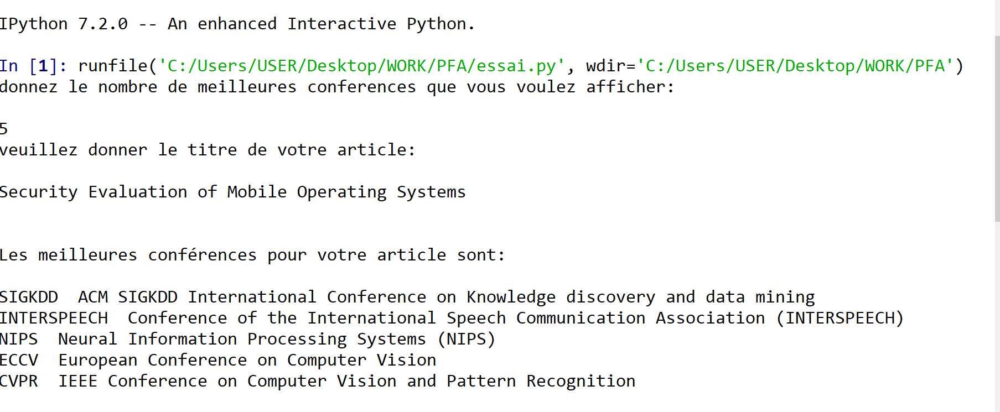 IPython 7.2.0 -- An enhanced Interactive Python.
In [1]: runfile('C:/Users/USER/Desktop/WORK/PFA/essai.py', wdir='C:/Users/USER/Desktop/WORK/PFA')
donnez le nombre de meilleures conferences que vous voulez afficher:
5
veuillez donner le titre de votre article:
Security Evaluation of Mobile Operating Systems
Les meilleures conférences pour votre article sont:
SIGKDD  ACM SIGKDD International Conference on Knowledge discovery and data mining
INTERSPEECH  Conference of the International Speech Communication Association (INTERSPEECH)
NIPS  Neural Information Processing Systems (NIPS)
ECCV  European Conference on Computer Vision
CVPR  IEEE Conference on Computer Vision and Pattern Recognition